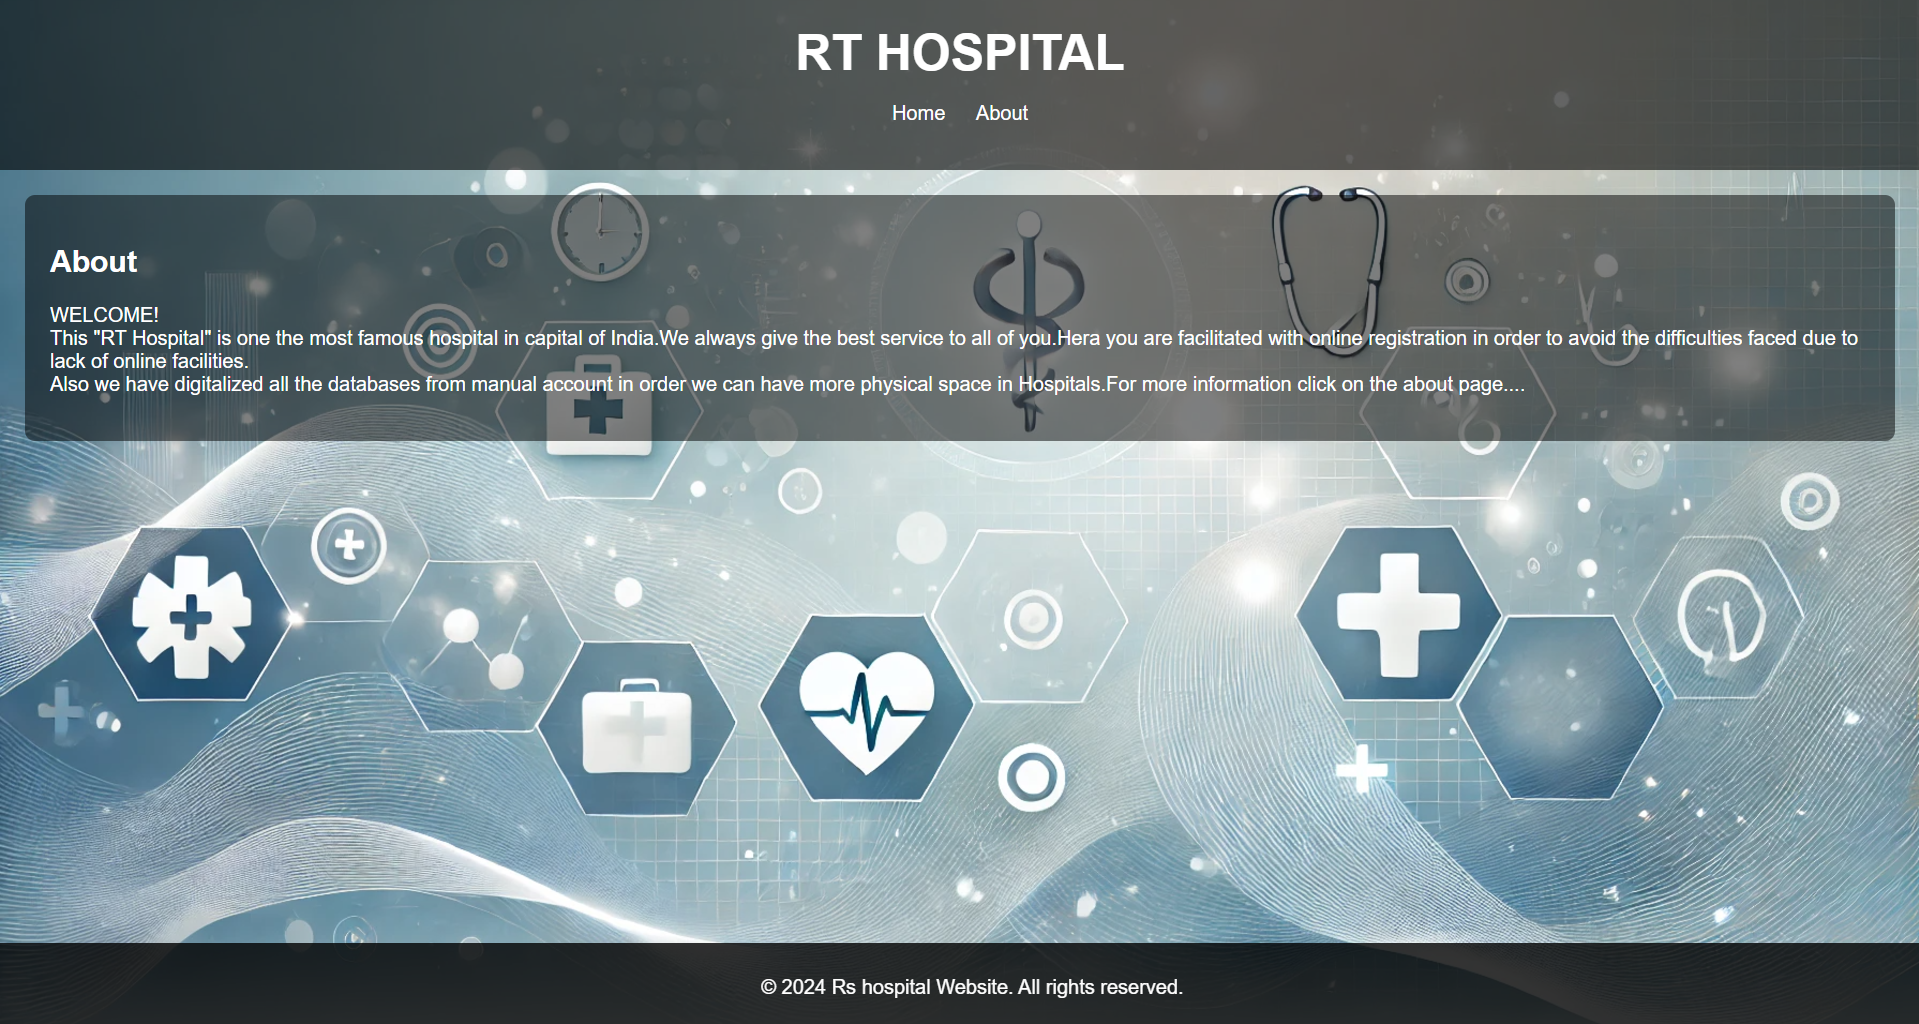 RT HOSPITAL
Home About
About
WELCOME!
This "RT Hospital" is one the most famous hospital in capital of India.We always give the best service to all of you.Hera you are facilitated with online registration in order to avoid the difficulties faced due to
lack of online facilities.
Also we have digitalized all the databases from manual account in order we can have more physical space in Hospitals.For more information click on the about page....
© 2024 Rs hospital Website. All rights reserved.